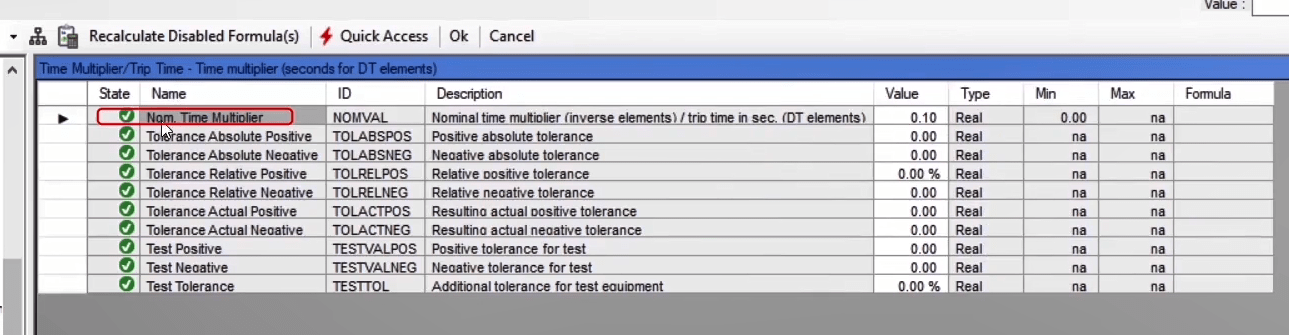 Value :
Recalculate Disabled Formula(s) Quick Access Ok Cancel
Time Multiplier/Trip Time - Time multiplier (seconds for DT elements)
State Name ID Description Value Type Min Max Formula
Nom. Time Multiplier NOMVAL Nominal time multiplier (inverse elements) / trip time in sec. (DT elements) 0.10 Real 0.00 na
Tolerance Absolute Positive TOLABSPOS Positive absolute tolerance 0.00 Real na na
Tolerance Absolute Negative TOLABSNEG Negative absolute tolerance 0.00 Real na na
Tolerance Relative Positive TOLRELPOS Relative positive tolerance 0.00 % Real na na
Tolerance Relative Negative TOLRELNEG Relative negative tolerance 0.00 Real na na
Tolerance Actual Positive TOLACTPOS Resulting actual positive tolerance 0.00 Real na na
Tolerance Actual Negative TOLACTNEG Resulting actual negative tolerance 0.00 Real na na
Test Positive TESTVALPOS Positive tolerance for test 0.00 Real na na
Test Negative TESTVALNEG Negative tolerance for test 0.00 Real na na
Test Tolerance TESTTOL Additional tolerance for test equipment 0.00 % Real na na